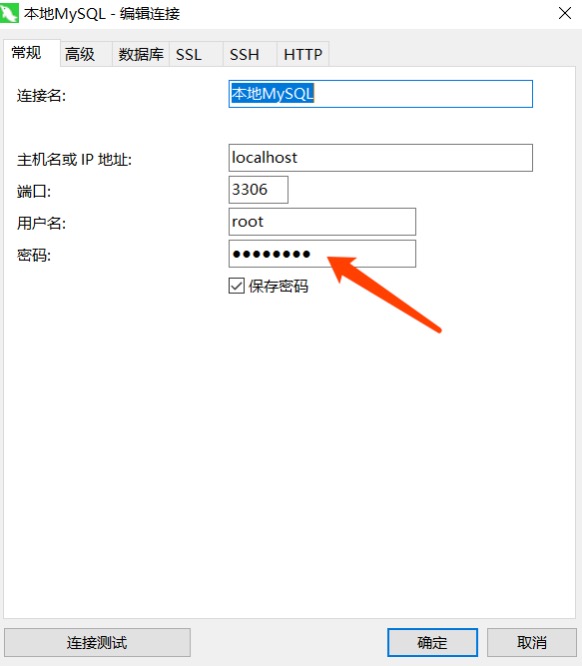 本地MySQL - 编辑连接
常规 高级 数据库 SSL SSH HTTP
连接名: 本地MySQL
主机名或 IP 地址: localhost
端口: 3306
用户名: root
密码: ●●●●●●●●
保存密码
连接测试 确定 取消